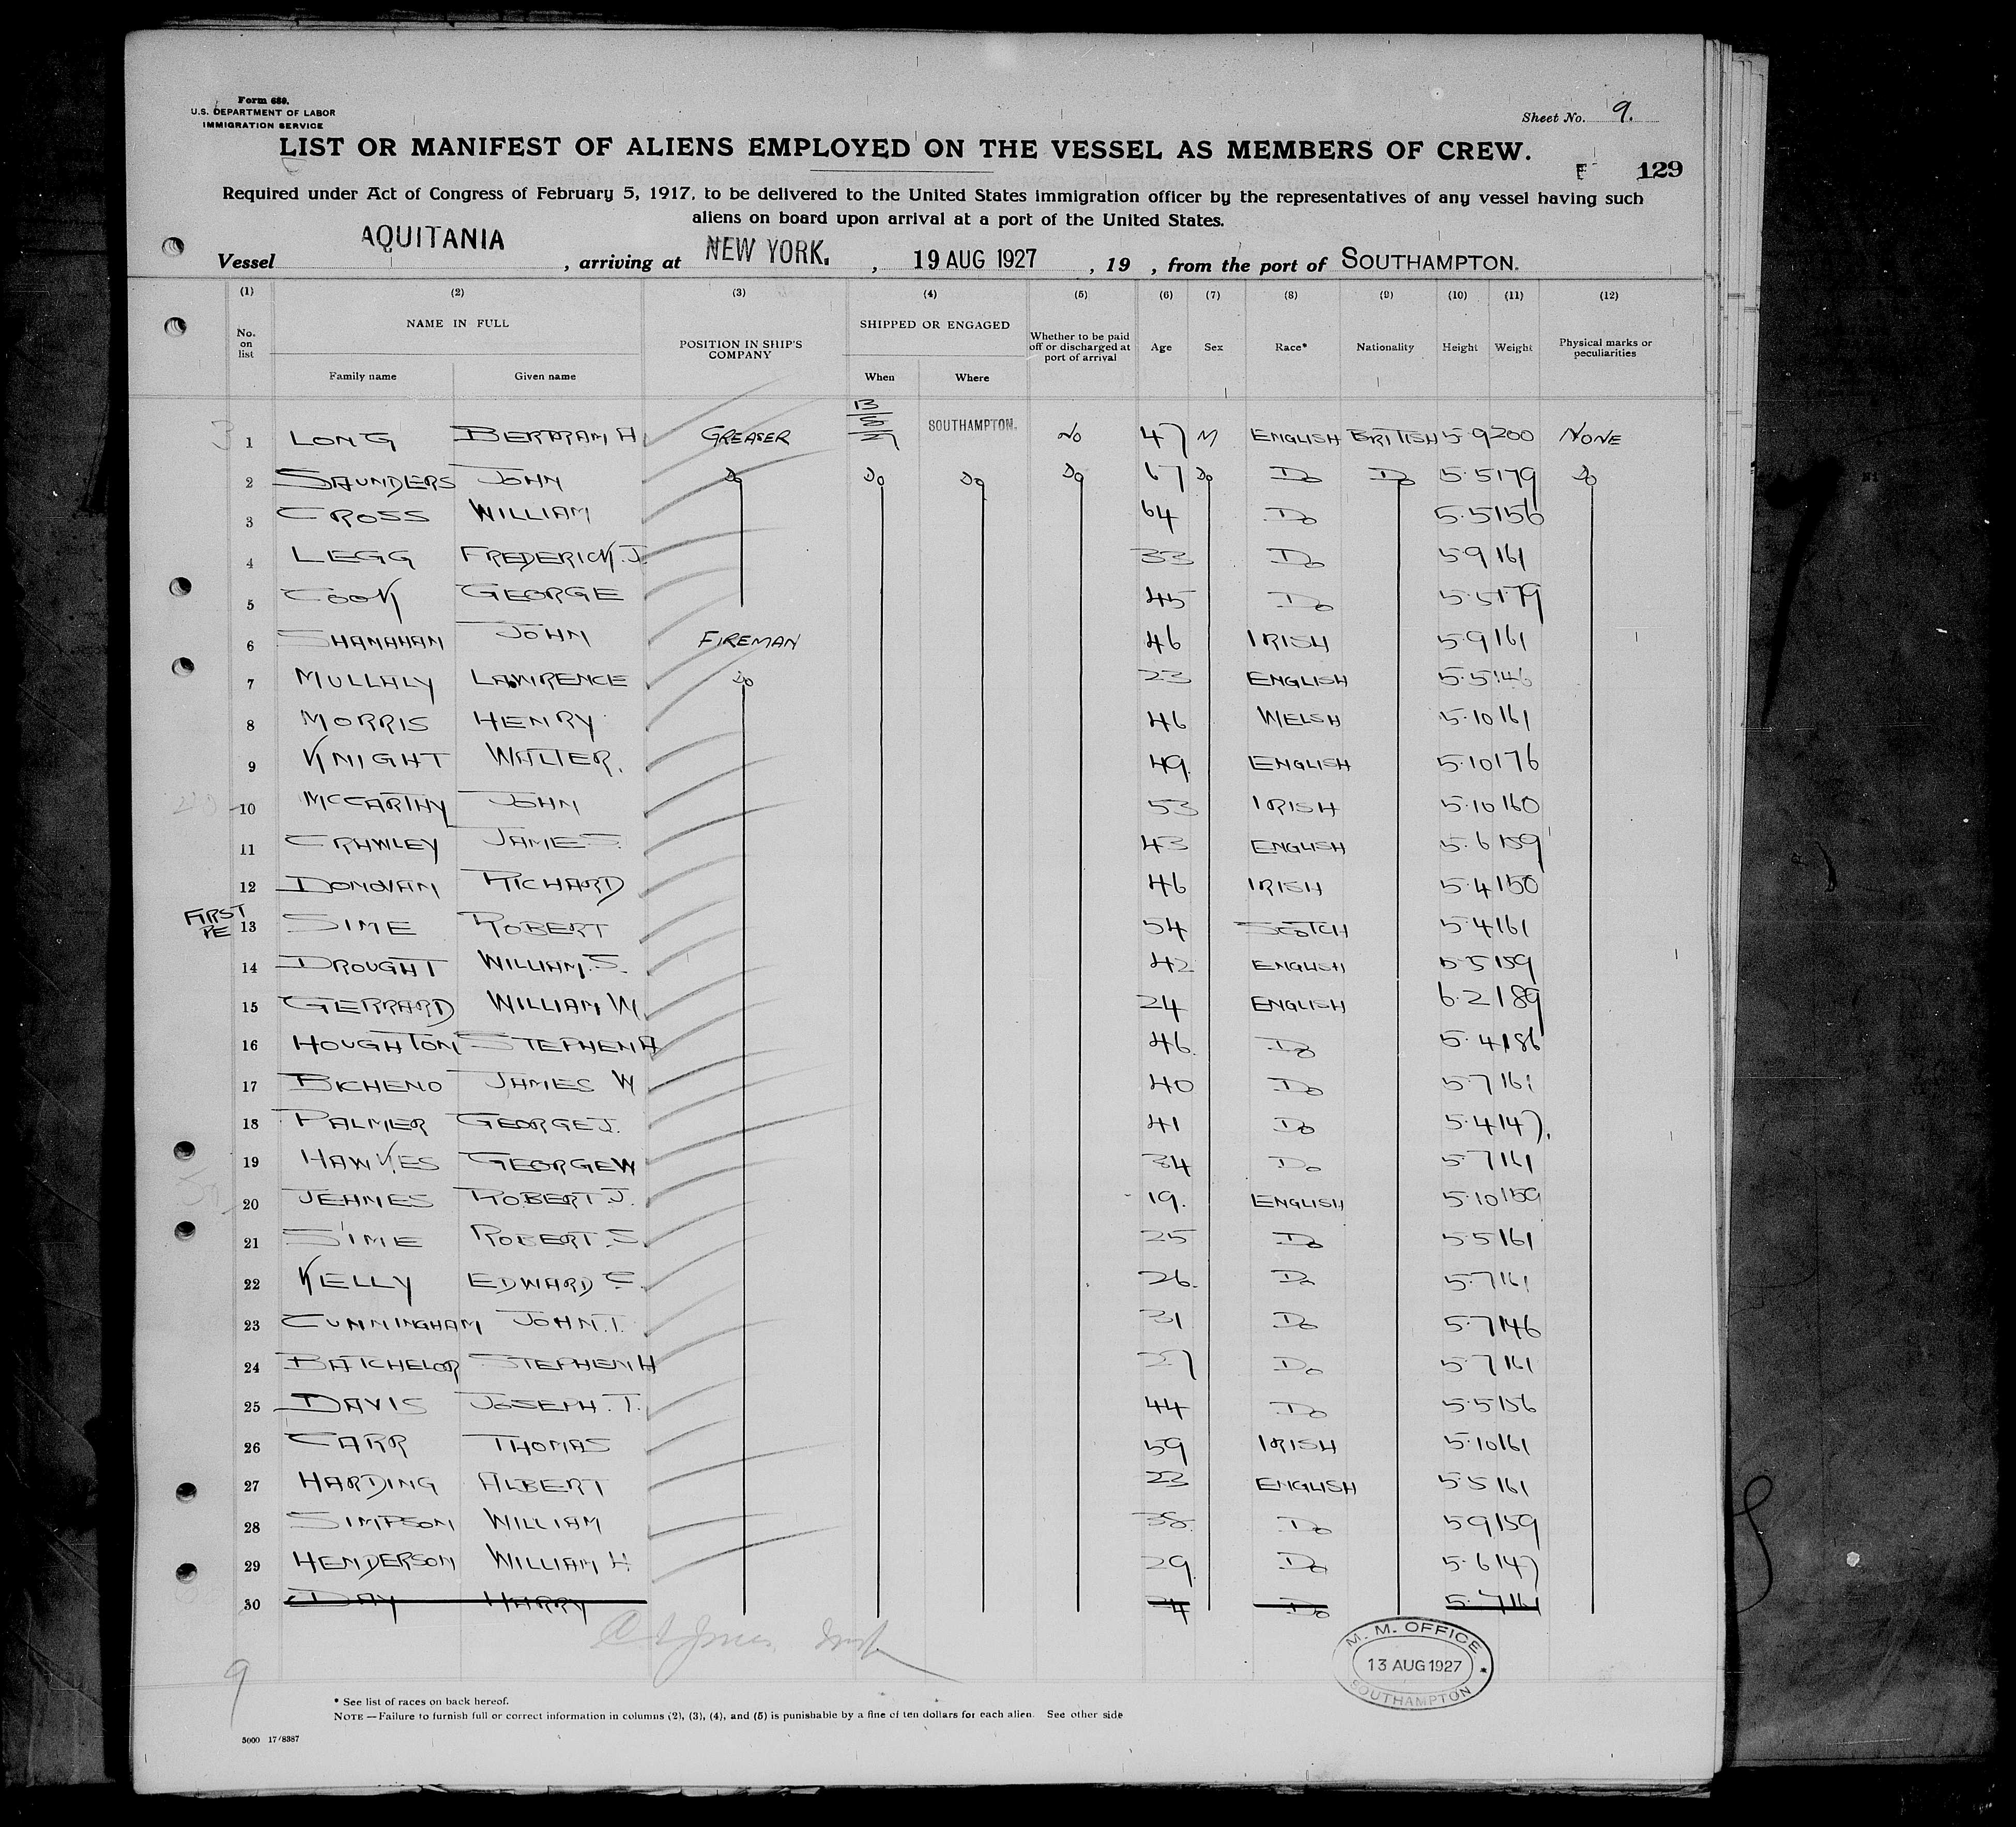 Form 689.
U.S. DEPARTMENT OF LABOR
IMMIGRATION SERVICE
Sheet No. 9.
LIST OR MANIFEST OF ALIENS EMPLOYED ON THE VESSEL AS MEMBERS OF CREW.
E 129
Required under Act of Congress of February 5, 1917, to be delivered to the United States immigration officer by the representatives of any vessel having such
aliens on board upon arrival at a port of the United States.
Vessel AQUITANIA, arriving at NEW YORK., 19 AUG 1927, 19 , from the port of SOUTHAMPTON.
(1) (2) (3) (4) (5) (6) (7) (8) (9) (10) (11) (12)
No. on list NAME IN FULL Family name Given name POSITION IN SHIP'S COMPANY SHIPPED OR ENGAGED When Where Whether to be paid off or discharged at port of arrival Age Sex Race* Nationality Height Weight Physical marks or peculiarities
1 LONG BERTRAM H GREASER 13/8/27 SOUTHAMPTON. NO 47 M ENGLISH BRITISH 5.9 200 NONE
2 SAUNDERS JOHN Do Do Do Do 67 Do Do Do 5.5 179 Do
3 CROSS WILLIAM 64 Do 5.5 156
4 LEGG FREDERICK.J 33 Do 5.9 161
5 COOK GEORGE 45 Do 5.5 179
6 SHANAHAN JOHN FIREMAN 46 IRISH 5.9 161
7 MULLALY LAWRENCE Do 23 ENGLISH 5.5 146
8 MORRIS HENRY 46 WELSH 5.10 161
9 KNIGHT WALTER. 49. ENGLISH 5.10 176
10 McCARTHY JOHN 53 IRISH 5.10 160
11 CRAWLEY JAMES. 43 ENGLISH 5.6 159
12 DONOVAN RICHARD 46 IRISH 5.4 150
FIRST
PE 13 SIME ROBERT 54 SCOTCH 5.4 161
14 DROUGHT WILLIAM.S. 42 ENGLISH 5.5 159
15 GERRARD WILLIAM W. 24 ENGLISH 6.2 189
16 HOUGHTON STEPHEN A 46. Do 5.4 186
17 BICHENO JAMES W 40 Do 5.7 161
18 PALMER GEORGE J. 41 Do 5.4 147.
19 HAWKES GEORGE W 34 Do 5.7 161
20 JEANES ROBERT J. 19. ENGLISH 5.10 159
21 SIME ROBERT.S. 25 Do 5.5 161
22 KELLY EDWARD C. 26. Do 5.7 161
23 CUNNINGHAM JOHN.T. 31 Do 5.7 146
24 BATCHELOR STEPHEN H 27 Do 5.7 161
25 DAVIS JOSEPH.T. 44 Do 5.5 156
26 CARR THOMAS 59 IRISH 5.10 161
27 HARDING ALBERT 23 ENGLISH 5.5 161
28 SIMPSON WILLIAM 38. Do 5.9 159
29 HENDERSON WILLIAM H 29. Do 5.6 147
30 DAY HARRY Do 5.7 161
M. M. OFFICE
13 AUG 1927
SOUTHAMPTON
9
* See list of races on back hereof.
NOTE — Failure to furnish full or correct information in columns (2), (3), (4), and (5) is punishable by a fine of ten dollars for each alien. See other side
5000 17/8387